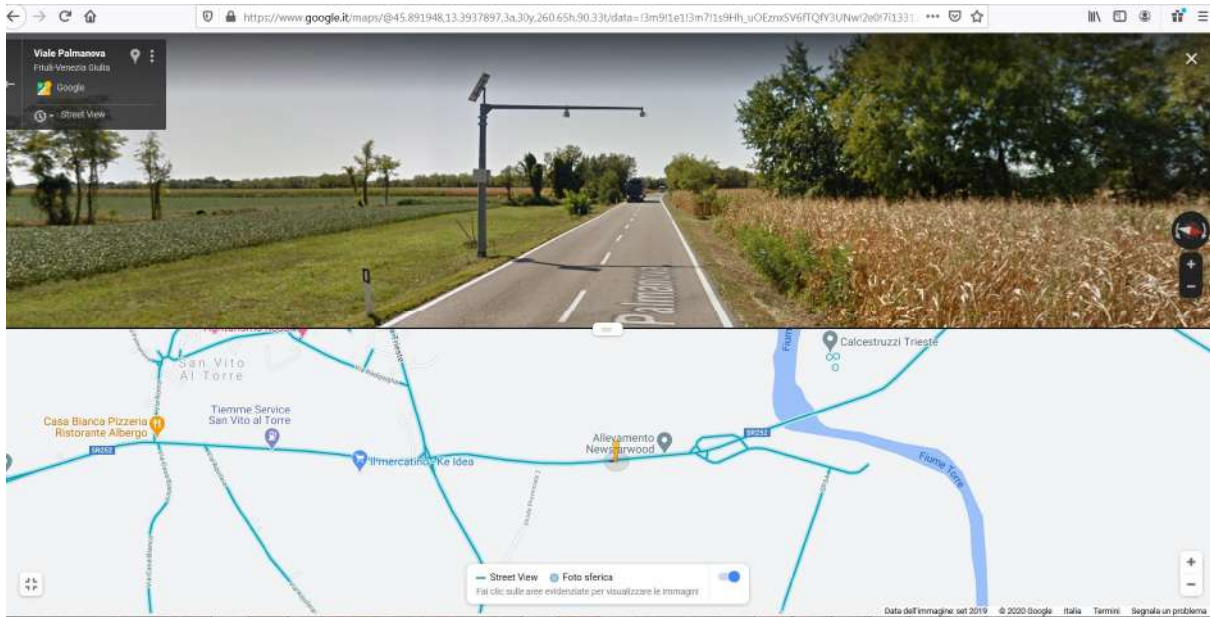 https://www.google.it/maps/@45.891948,13.3937897,3a,30y,260.65h,90.33t/data=!3m9!1e1!3m7!1s9Hh_uOEznxSV6fTQfY3UNw!2e0!7i1331
Viale Palmanova
Friuli-Venezia Giulia
Google
Street View
Palmanova
Calcestruzzi Trieste
San Vito
Al Torre
Casa Bianca Pizzeria
Ristorante Albergo
Tiemme Service
San Vito al Torre
SR252
Il mercatino - Ke Idea
Allevamento
Newstarwood
SR252
Fiume Torre
Street View
Foto sferica
Fai clic sulle aree evidenziate per visualizzare le immagini
Data dell'immagine: set 2019 © 2020 Google Italia Termini Segnala un problema